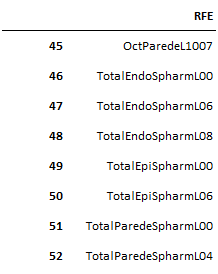 RFE
45 OctParedeL1007
46 TotalEndoSpharmL00
47 TotalEndoSpharmL06
48 TotalEndoSpharmL08
49 TotalEpiSpharmL00
50 TotalEpiSpharmL06
51 TotalParedeSpharmL00
52 TotalParedeSpharmL04